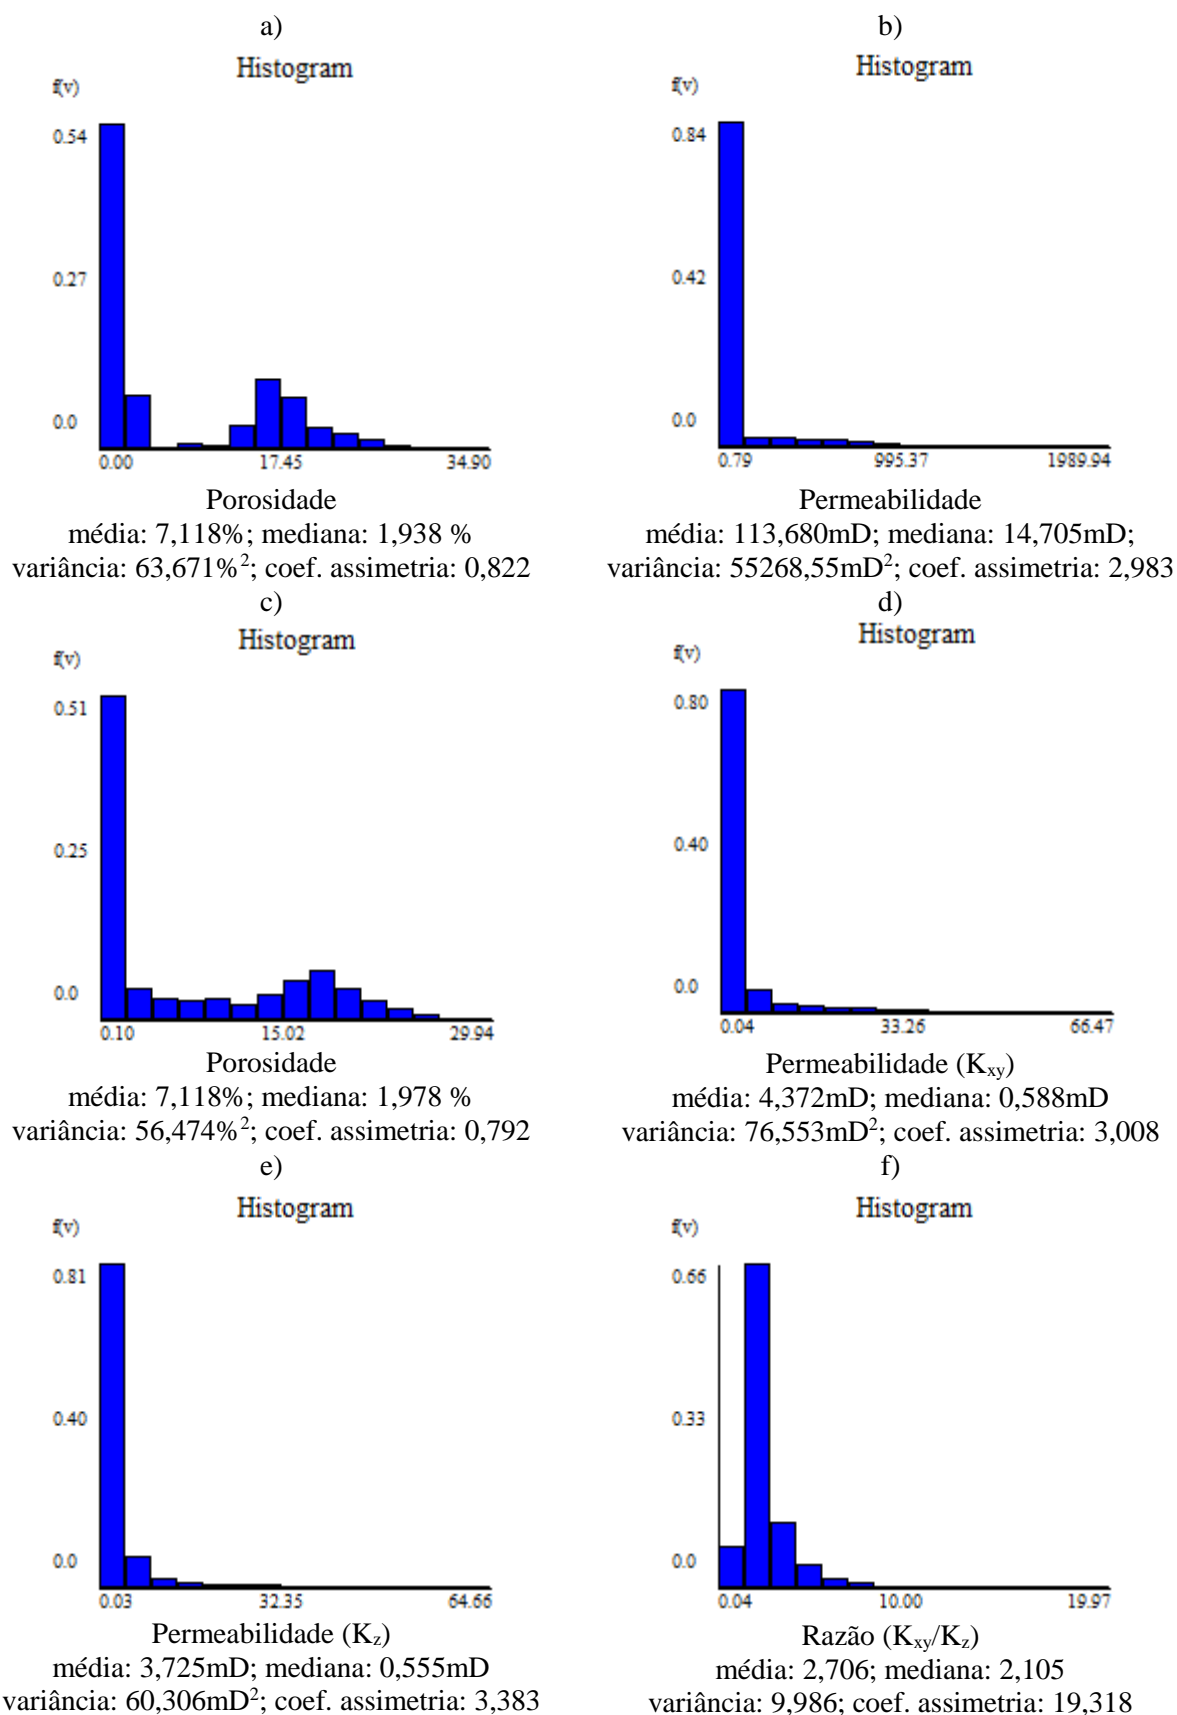 a)
Histogram
f(v)
0.54
0.27
0.0
0.00 17.45 34.90
Porosidade
média: 7,118%; mediana: 1,938 %
variância: 63,671%²; coef. assimetria: 0,822
b)
Histogram
f(v)
0.84
0.42
0.0
0.79 995.37 1989.94
Permeabilidade
média: 113,680mD; mediana: 14,705mD;
variância: 55268,55mD²; coef. assimetria: 2,983
c)
Histogram
f(v)
0.51
0.25
0.0
0.10 15.02 29.94
Porosidade
média: 7,118%; mediana: 1,978 %
variância: 56,474%²; coef. assimetria: 0,792
d)
Histogram
f(v)
0.80
0.40
0.0
0.04 33.26 66.47
Permeabilidade (Kxy)
média: 4,372mD; mediana: 0,588mD
variância: 76,553mD²; coef. assimetria: 3,008
e)
Histogram
f(v)
0.81
0.40
0.0
0.03 32.35 64.66
Permeabilidade (Kz)
média: 3,725mD; mediana: 0,555mD
variância: 60,306mD²; coef. assimetria: 3,383
f)
Histogram
f(v)
0.66
0.33
0.0
0.04 10.00 19.97
Razão (Kxy/Kz)
média: 2,706; mediana: 2,105
variância: 9,986; coef. assimetria: 19,318